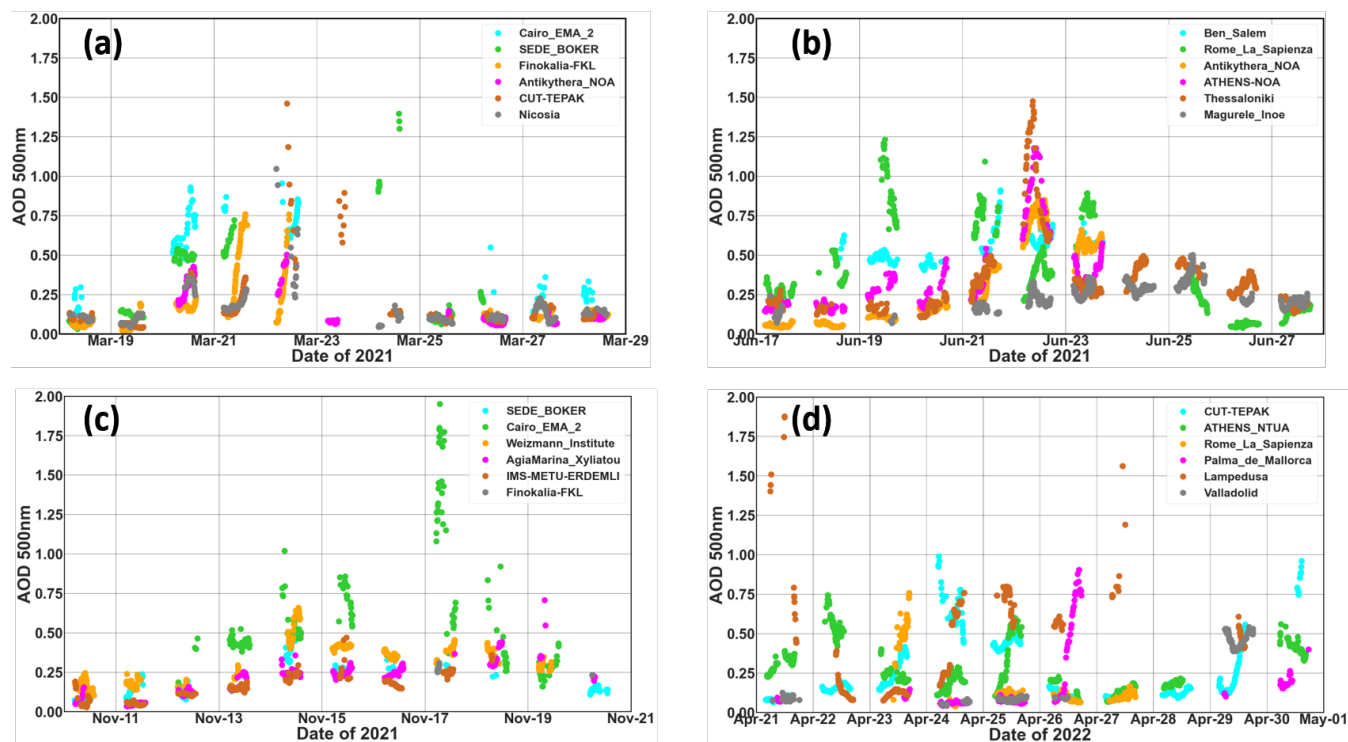 (a)
2.00
1.75
1.50
1.25
1.00
0.75
0.50
0.25
0.00
AOD 500nm
Cairo_EMA_2
SEDE_BOKER
Finokalia-FKL
Antikythera_NOA
CUT-TEPAK
Nicosia
Mar-19
Mar-21
Mar-23
Mar-25
Mar-27
Mar-29
Date of 2021
(b)
2.00
1.75
1.50
1.25
1.00
0.75
0.50
0.25
0.00
AOD 500nm
Ben_Salem
Rome_La_Sapienza
Antikythera_NOA
ATHENS-NOA
Thessaloniki
Magurele_Inoe
Jun-17
Jun-19
Jun-21
Jun-23
Jun-25
Jun-27
Date of 2021
(c)
2.00
1.75
1.50
1.25
1.00
0.75
0.50
0.25
0.00
AOD 500nm
SEDE_BOKER
Cairo_EMA_2
Weizmann_Institute
AgiaMarina_Xyliatou
IMS-METU-ERDEMLI
Finokalia-FKL
Nov-11
Nov-13
Nov-15
Nov-17
Nov-19
Nov-21
Date of 2021
(d)
2.00
1.75
1.50
1.25
1.00
0.75
0.50
0.25
0.00
AOD 500nm
CUT-TEPAK
ATHENS_NTUA
Rome_La_Sapienza
Palma_de_Mallorca
Lampedusa
Valladolid
Apr-21
Apr-22
Apr-23
Apr-24
Apr-25
Apr-26
Apr-27
Apr-28
Apr-29
Apr-30
May-01
Date of 2022